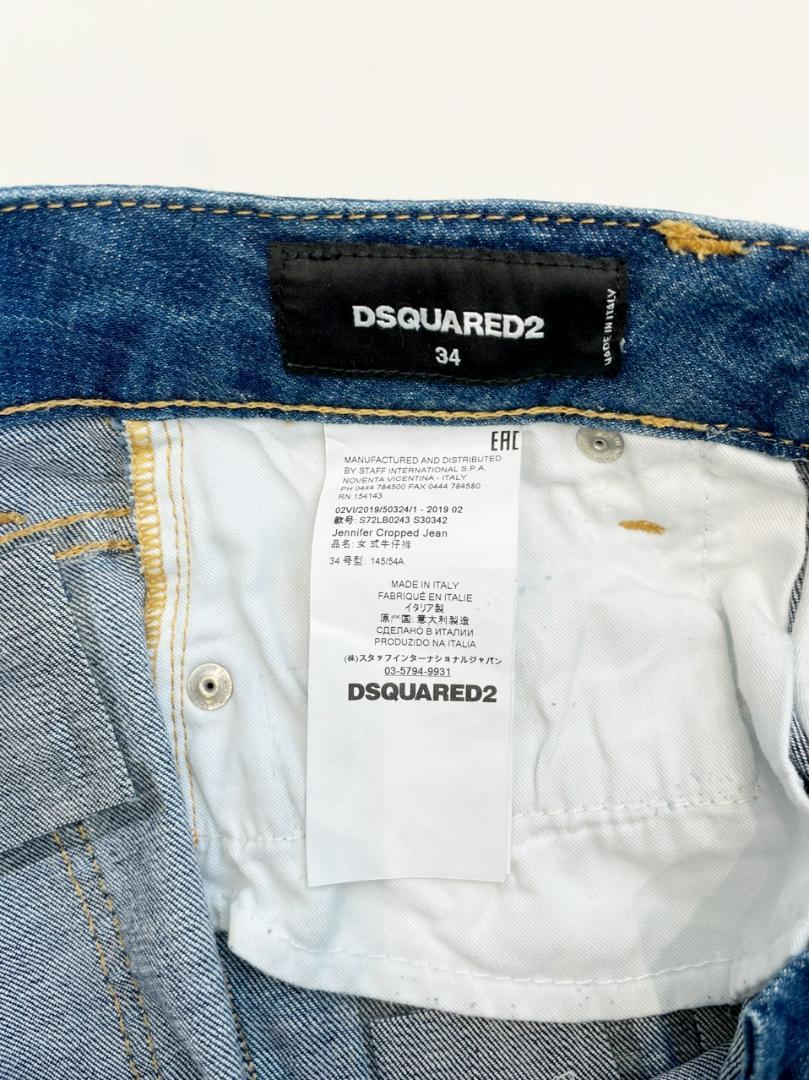 DSQUARED2
34
MADE IN ITALY
EAC
MANUFACTURED AND DISTRIBUTED
BY STAFF INTERNATIONAL S.P.A.
NOVENTA VICENTINA - ITALY
PH 0444 784500 FAX 0444 784580
RN 154143
02VI/2019/50324/1 - 2019 02
款号: S72LB0243 S30342
Jennifer Cropped Jean
品名: 女式牛仔裤
34 号型: 145/54A
MADE IN ITALY
FABRIQUÉ EN ITALIE
イタリア製
原产国: 意大利製造
СДЕЛАНО В ИТАЛИИ
PRODUZIDO NA ITALIA
(株)スタッフインターナショナルジャパン
03-5794-9931
DSQUARED2